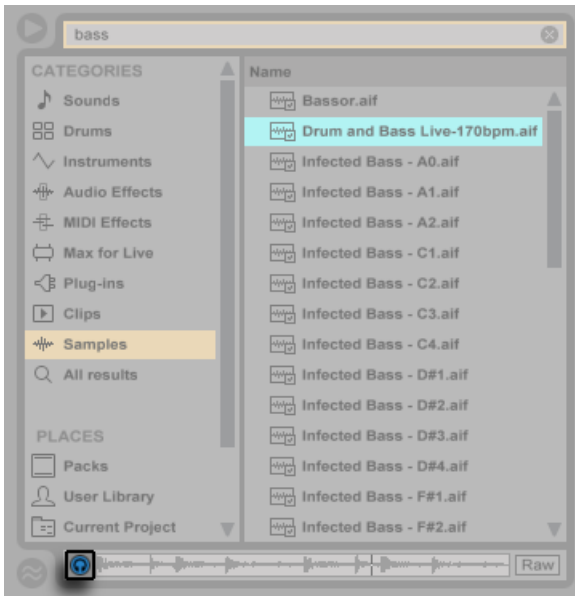 bass
CATEGORIES
Sounds
Drums
Instruments
Audio Effects
MIDI Effects
Max for Live
Plug-ins
Clips
Samples
All results
PLACES
Packs
User Library
Current Project
Name
Bassor.aif
Drum and Bass Live-170bpm.aif
Infected Bass - A0.aif
Infected Bass - A1.aif
Infected Bass - A2.aif
Infected Bass - C1.aif
Infected Bass - C2.aif
Infected Bass - C3.aif
Infected Bass - C4.aif
Infected Bass - D#1.aif
Infected Bass - D#2.aif
Infected Bass - D#3.aif
Infected Bass - D#4.aif
Infected Bass - F#1.aif
Infected Bass - F#2.aif
Raw